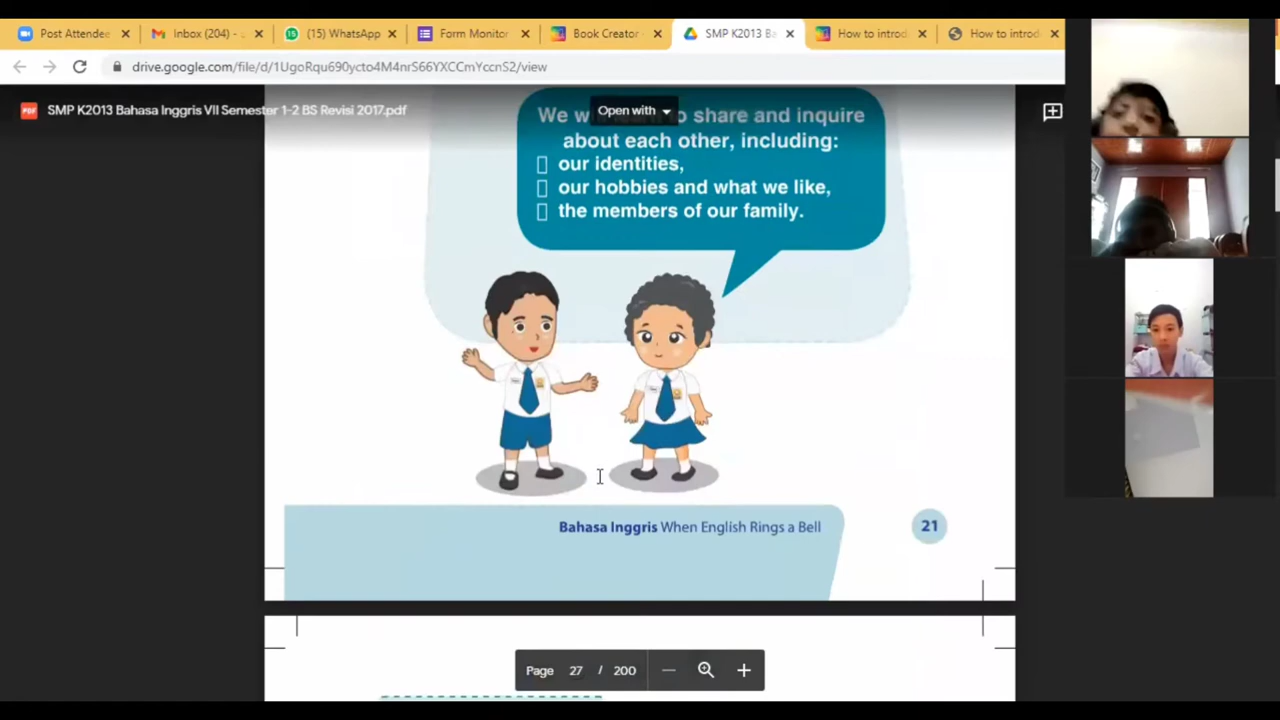 Post Attendee
Inbox (204) -
(15) WhatsApp
Form Monitor
Book Creator
SMP K2013 Ba
How to introd
How to introd
drive.google.com/file/d/1UgoRqu690ycto4M4nrS66YXCCmYccnS2/view
SMP K2013 Bahasa Inggris VII Semester 1-2 BS Revisi 2017.pdf
Open with
We share and inquire
about each other, including:
our identities,
our hobbies and what we like,
the members of our family.
Bahasa Inggris When English Rings a Bell
21
Page 27 / 200